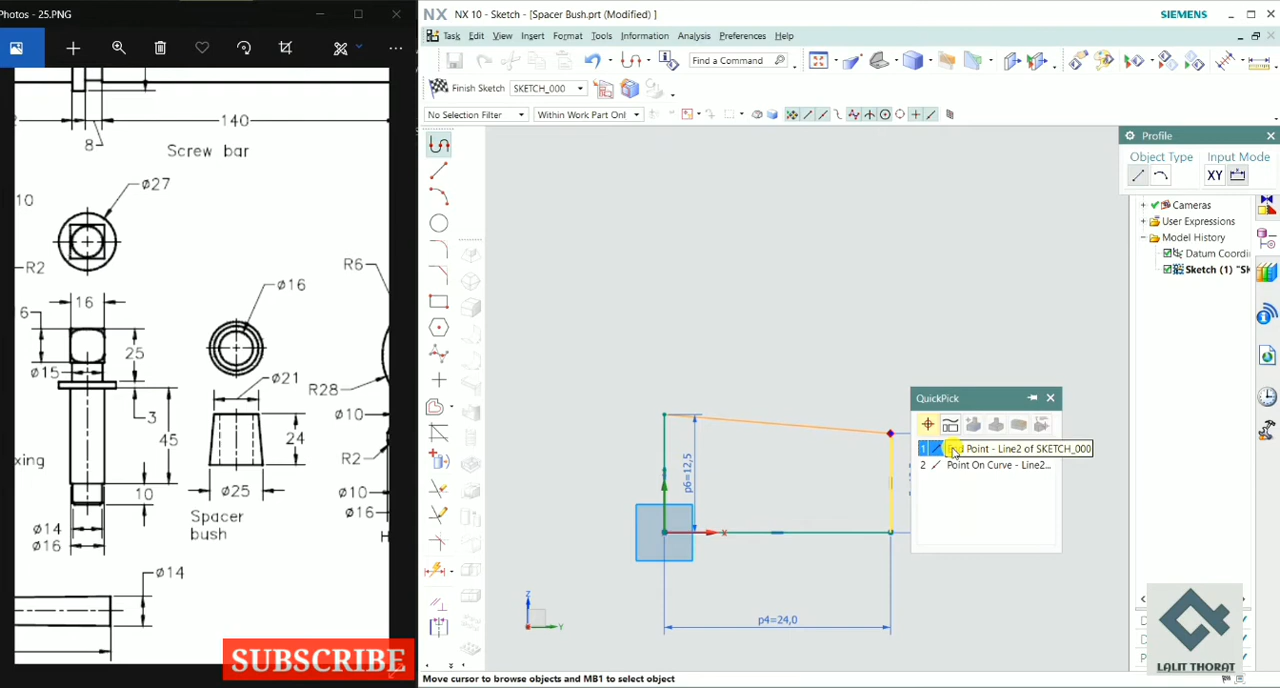 Photos - 25.PNG
140
8
Screw bar
10
ø27
R2
16
6
25
ø15
3
45
10
ø14
ø16
xing
ø16
R6
ø21
R28
24
ø10
R2
ø25
ø10
ø16
Spacer
bush
H
ø14
SUBSCRIBE
NX 10 - Sketch - [Spacer Bush.prt (Modified) ]
SIEMENS
Task Edit View Insert Format Tools Information Analysis Preferences Help
Find a Command
Finish Sketch SKETCH_000
No Selection Filter Within Work Part Onl
Profile
Object Type Input Mode
XY
Cameras
User Expressions
Model History
Datum Coordi
Sketch (1) "SK
QuickPick
1 Point - Line2 of SKETCH_000
2 Point On Curve - Line2...
p6=12,5
X
p4=24,0
Z
Y
LALIT THORAT
Move cursor to browse objects and MB1 to select object